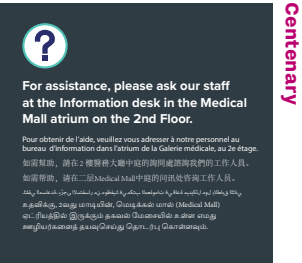 ?
For assistance, please ask our staff
at the Information desk in the Medical
Mall atrium on the 2nd Floor.
Pour obtenir de l'aide, veuillez vous adresser à notre personnel au
bureau d'information dans l'atrium de la Galerie médicale, au 2e étage.
如需幫助，請在 2 樓醫務大廳中庭的詢問處諮詢我們的工作人員。
如需帮助，请在二层Medical Mall中庭的问讯处咨询工作人员。
உதவிக்கு, 2வது மாடியின், மெடிக்கல் மால் (Medical Mall)
ஏட்ரியத்தில் இருக்கும் தகவல் மேசையில் உள்ள எமது
ஊழியர்களைத் தயவுசெய்து தொடர்பு கொள்ளவும்.
Centenary